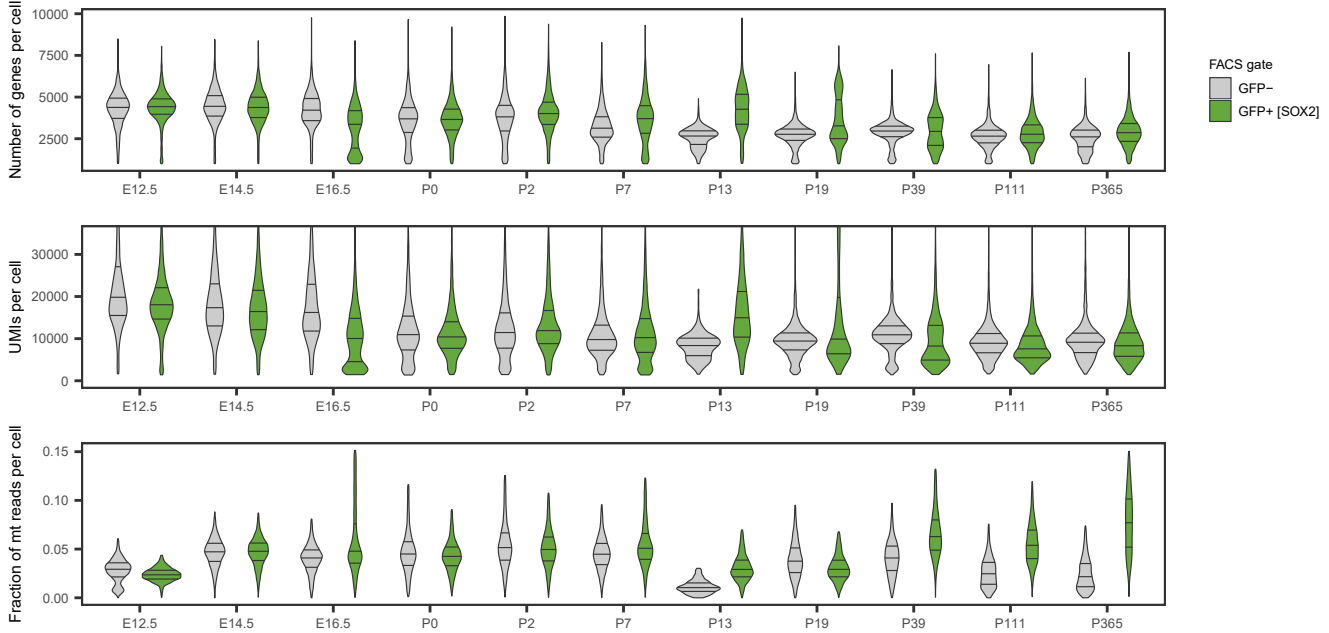 Number of genes per cell
10000
7500
5000
2500
E12.5 E14.5 E16.5 P0 P2 P7 P13 P19 P39 P111 P365
FACS gate
GFP−
GFP+ [SOX2]
UMIs per cell
30000
20000
10000
0
E12.5 E14.5 E16.5 P0 P2 P7 P13 P19 P39 P111 P365
Fraction of mt reads per cell
0.15
0.10
0.05
0.00
E12.5 E14.5 E16.5 P0 P2 P7 P13 P19 P39 P111 P365